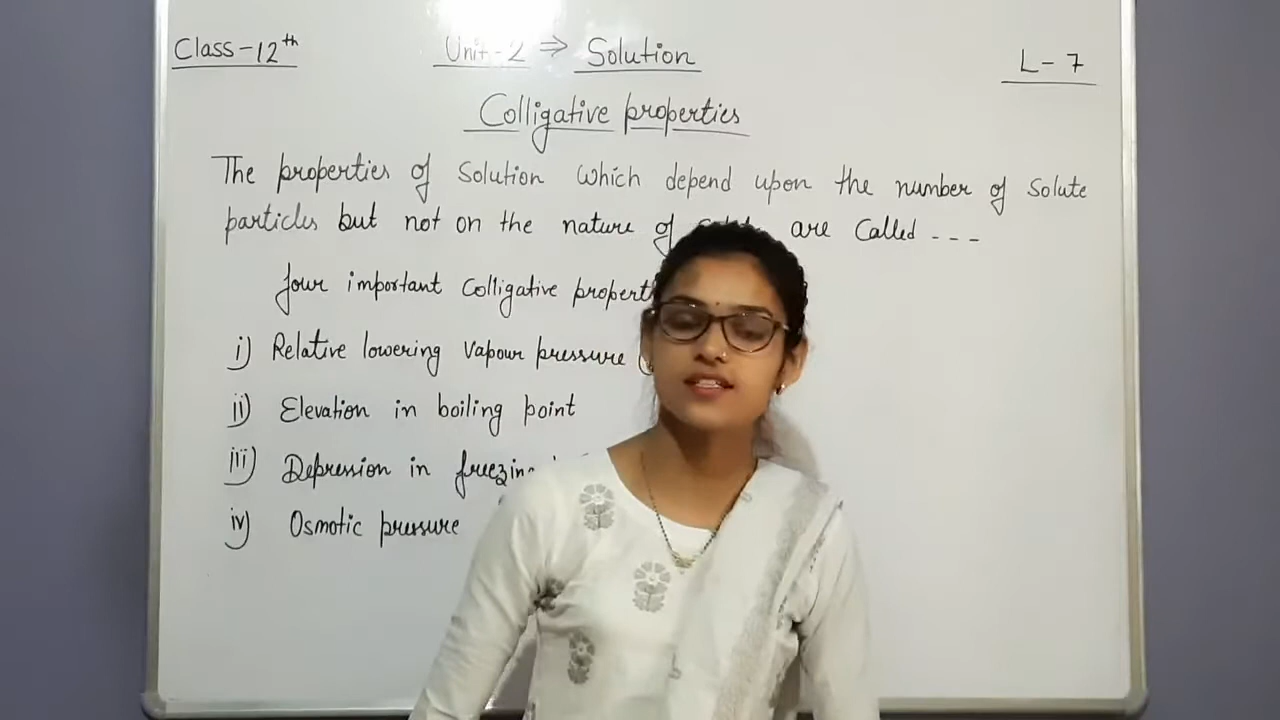 Class-12th
Unit-2 ⇒ Solution
L-7
Colligative properties
The properties of Solution which depend upon the number of Solute
particles but not on the nature of are Called ---
four important Colligative
i) Relative lowering Vapour pressure (
ii) Elevation in boiling point
iii) Depression in
iv) Osmotic pressure